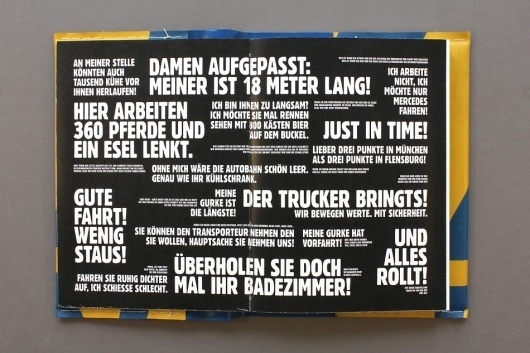 AN MEINER STELLE
KÖNNTEN AUCH
TAUSEND KÜHE VOR
IHNEN HERLAUFEN!
DAMEN AUFGEPASST:
MEINER IST 18 METER LANG!
ICH ARBEITE
NICHT, ICH
MÖCHTE NUR
MERCEDES
FAHREN!
HIER ARBEITEN
360 PFERDE UND
EIN ESEL LENKT.
ICH BIN IHNEN ZU LANGSAM?
ICH MÖCHTE SIE MAL RENNEN
SEHEN MIT 800 KÄSTEN BIER
AUF DEM BUCKEL.
JUST IN TIME!
LIEBER DREI PUNKTE IN MÜNCHEN
ALS DREI PUNKTE IN FLENSBURG!
OHNE MICH WÄRE DIE AUTOBAHN SCHÖN LEER.
GENAU WIE IHR KÜHLSCHRANK.
GUTE
FAHRT!
WENIG
STAUS!
MEINE
GURKE IST
DIE LÄNGSTE!
DER TRUCKER BRINGTS!
WIR BEWEGEN WERTE. MIT SICHERHEIT.
SIE KÖNNEN DEN TRANSPORTEUR NEHMEN DEN
SIE WOLLEN, HAUPTSACHE SIE NEHMEN UNS!
MEINE GURKE HAT
VORFAHRT!
UND
ALLES
ROLLT!
FAHREN SIE RUHIG DICHTER
AUF, ICH SCHIESSE SCHLECHT.
ÜBERHOLEN SIE DOCH
MAL IHR BADEZIMMER!